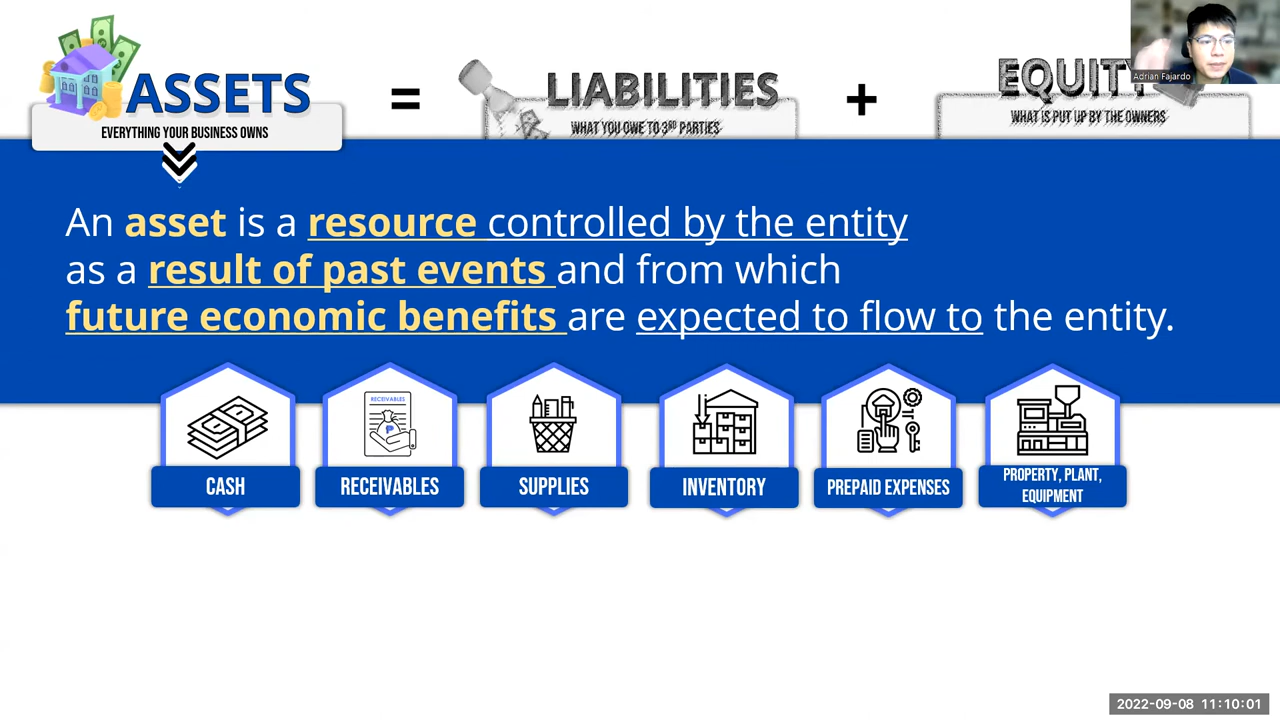 ASSETS
EVERYTHING YOUR BUSINESS OWNS
=
LIABILITIES
WHAT YOU OWE TO 3RD PARTIES
+
EQUITY
WHAT IS PUT UP BY THE OWNERS
Adrian Fajardo
An asset is a resource controlled by the entity
as a result of past events and from which
future economic benefits are expected to flow to the entity.
RECEIVABLES
CASH
RECEIVABLES
SUPPLIES
INVENTORY
PREPAID EXPENSES
PROPERTY, PLANT,
EQUIPMENT
2022-09-08 11:10:01